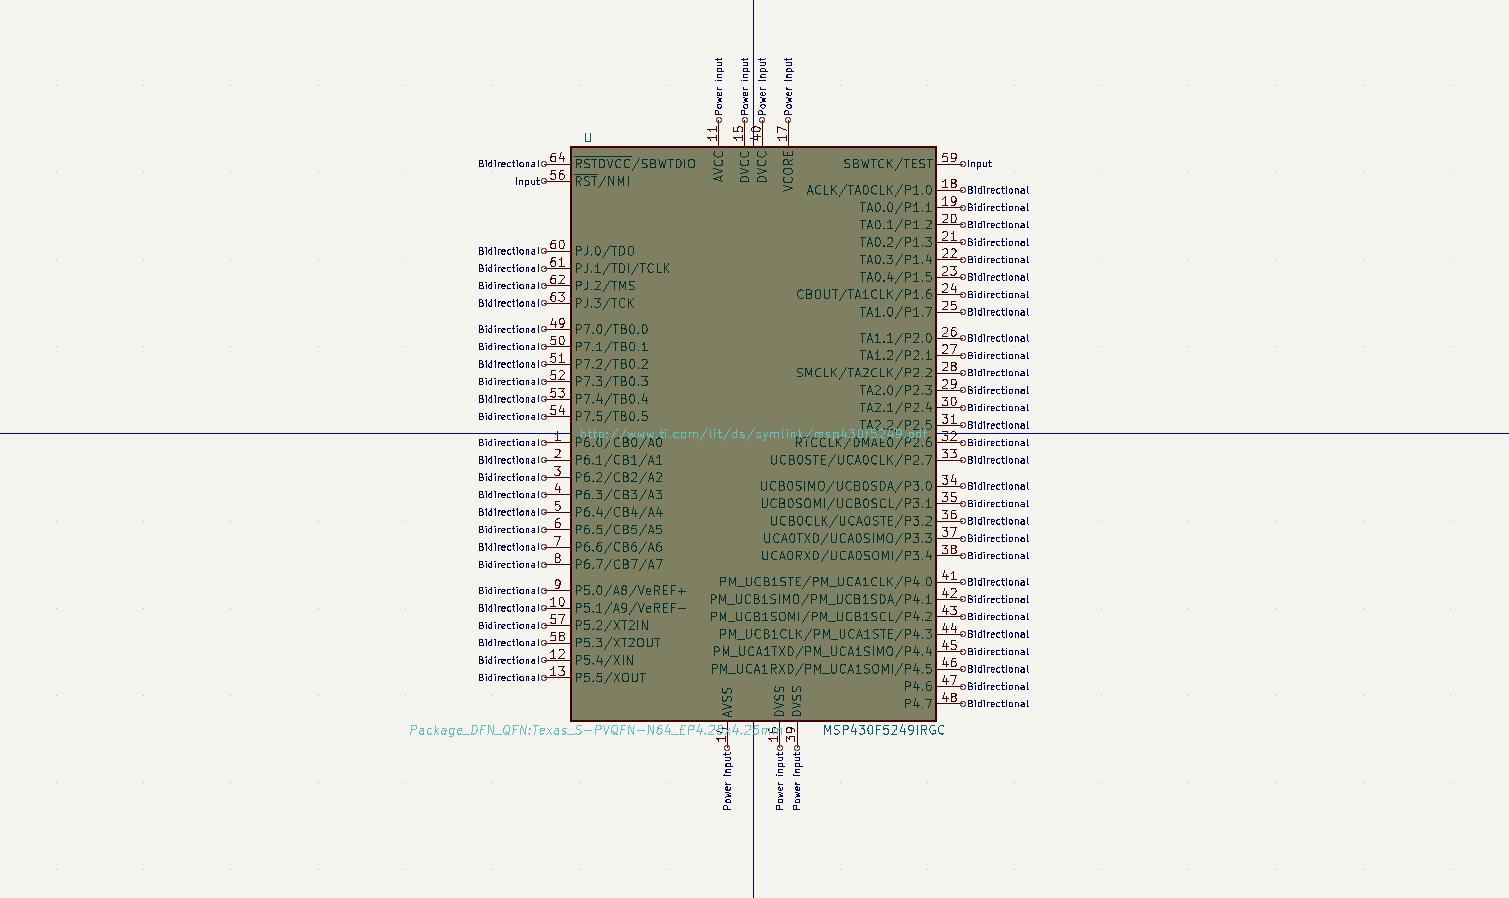 Power input Power input Power input Power input
11 15 40 17
U
AVCC DVCC DVCC VCORE
Bidirectional 64 RSTDVCC/SBWTDIO SBWTCK/TEST 59 Input
Input 56 RST/NMI
ACLK/TA0CLK/P1.0 18 Bidirectional
TA0.0/P1.1 19 Bidirectional
TA0.1/P1.2 20 Bidirectional
TA0.2/P1.3 21 Bidirectional
Bidirectional 60 PJ.0/TDO
TA0.3/P1.4 22 Bidirectional
Bidirectional 61 PJ.1/TDI/TCLK
TA0.4/P1.5 23 Bidirectional
Bidirectional 62 PJ.2/TMS
CBOUT/TA1CLK/P1.6 24 Bidirectional
Bidirectional 63 PJ.3/TCK
TA1.0/P1.7 25 Bidirectional
Bidirectional 49 P7.0/TB0.0
TA1.1/P2.0 26 Bidirectional
Bidirectional 50 P7.1/TB0.1
TA1.2/P2.1 27 Bidirectional
Bidirectional 51 P7.2/TB0.2
SMCLK/TA2CLK/P2.2 28 Bidirectional
Bidirectional 52 P7.3/TB0.3
TA2.0/P2.3 29 Bidirectional
Bidirectional 53 P7.4/TB0.4
TA2.1/P2.4 30 Bidirectional
Bidirectional 54 P7.5/TB0.5
TA2.2/P2.5 31 Bidirectional
http://www.ti.com/lit/ds/symlink/msp430f5249.pdf
Bidirectional 1 P6.0/CB0/A0 RTCCLK/DMAE0/P2.6 32 Bidirectional
Bidirectional 2 P6.1/CB1/A1 UCB0STE/UCA0CLK/P2.7 33 Bidirectional
Bidirectional 3 P6.2/CB2/A2
UCB0SIMO/UCB0SDA/P3.0 34 Bidirectional
Bidirectional 4 P6.3/CB3/A3
UCB0SOMI/UCB0SCL/P3.1 35 Bidirectional
Bidirectional 5 P6.4/CB4/A4
UCB0CLK/UCA0STE/P3.2 36 Bidirectional
Bidirectional 6 P6.5/CB5/A5
UCA0TXD/UCA0SIMO/P3.3 37 Bidirectional
Bidirectional 7 P6.6/CB6/A6
UCA0RXD/UCA0SOMI/P3.4 38 Bidirectional
Bidirectional 8 P6.7/CB7/A7
PM_UCB1STE/PM_UCA1CLK/P4.0 41 Bidirectional
Bidirectional 9 P5.0/A8/VeREF+
PM_UCB1SIMO/PM_UCB1SDA/P4.1 42 Bidirectional
Bidirectional 10 P5.1/A9/VeREF-
PM_UCB1SOMI/PM_UCB1SCL/P4.2 43 Bidirectional
Bidirectional 57 P5.2/XT2IN
PM_UCB1CLK/PM_UCA1STE/P4.3 44 Bidirectional
Bidirectional 58 P5.3/XT2OUT
PM_UCA1TXD/PM_UCA1SIMO/P4.4 45 Bidirectional
Bidirectional 12 P5.4/XIN
PM_UCA1RXD/PM_UCA1SOMI/P4.5 46 Bidirectional
Bidirectional 13 P5.5/XOUT
P4.6 47 Bidirectional
P4.7 48 Bidirectional
AVSS DVSS DVSS
Package_DFN_QFN:Texas_S-PVQFN-N64_EP4.25x4.25mm MSP430F5249IRGC
14 16 39
Power input Power input Power input